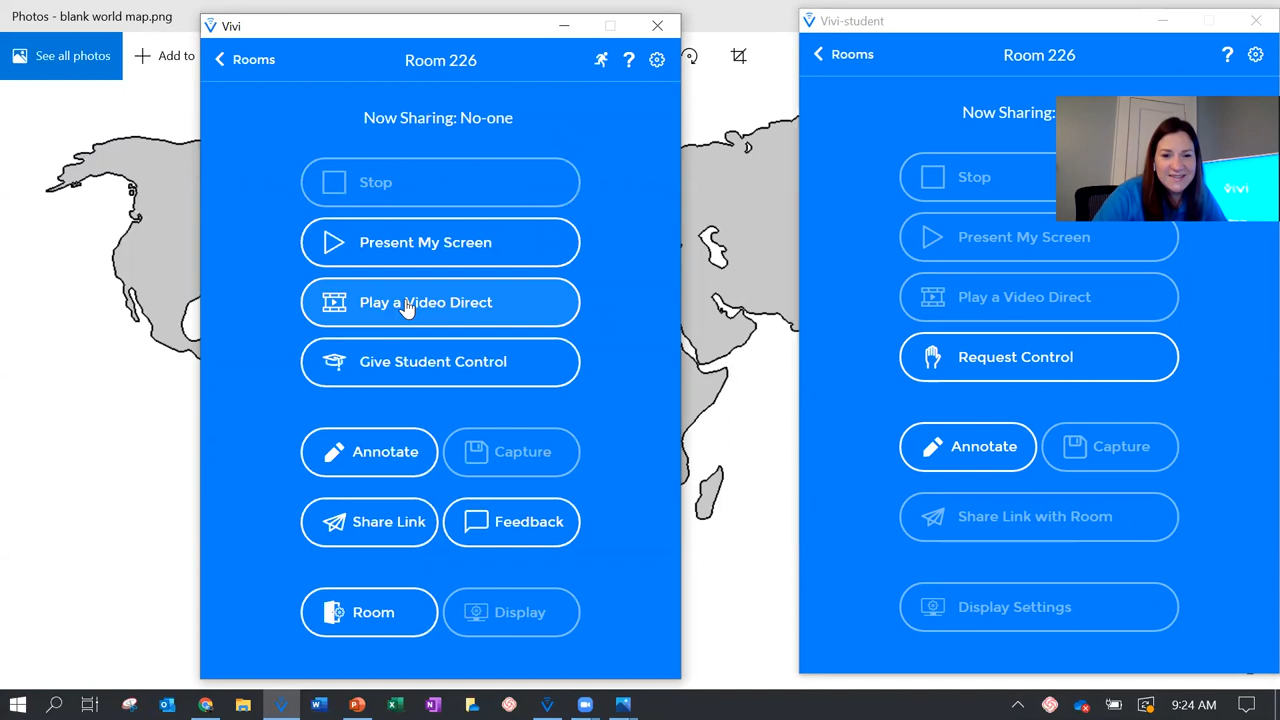 Photos - blank world map.png
See all photos
Add to
Vivi
Rooms
Room 226
?
Now Sharing: No-one
Stop
Present My Screen
Play a Video Direct
Give Student Control
Annotate
Capture
Share Link
Feedback
Room
Display
Vivi-student
Rooms
Room 226
?
Now Sharing:
Stop
Present My Screen
Play a Video Direct
Request Control
Annotate
Capture
Share Link with Room
Display Settings
vivi
9:24 AM